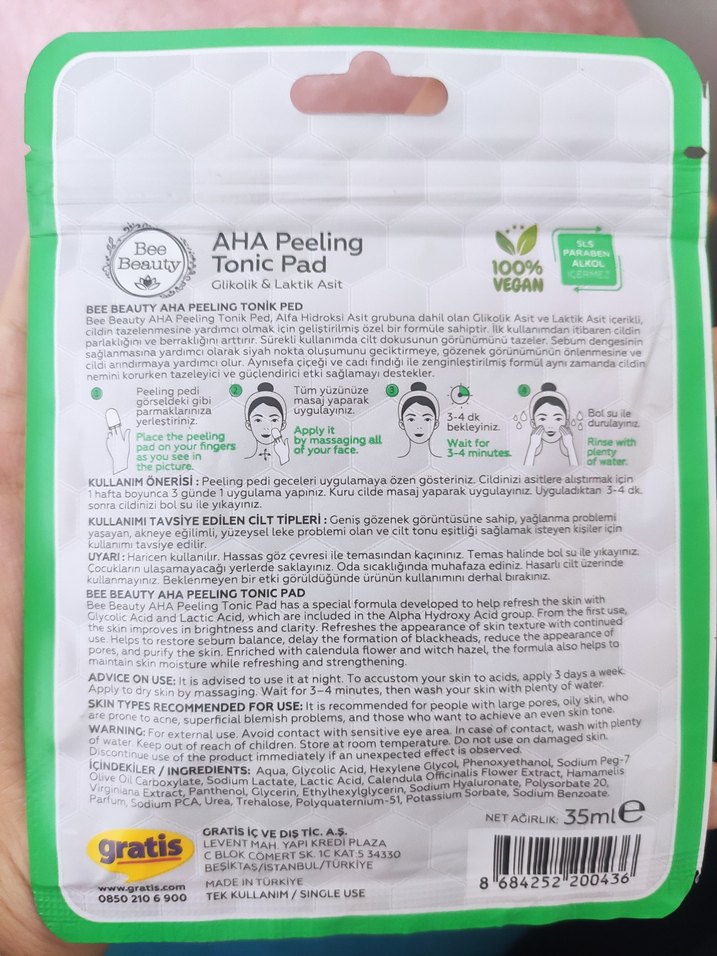 Bee
Beauty
AHA Peeling
Tonic Pad
Glikolik & Laktik Asit
100%
VEGAN
SLS
PARABEN
ALKOL
İÇERMEZ
BEE BEAUTY AHA PEELING TONİK PED
Bee Beauty AHA Peeling Tonik Ped, Alfa Hidroksi Asit grubuna dahil olan Glikolik Asit ve Laktik Asit içerikli,
cildin tazelenmesine yardımcı olmak için geliştirilmiş özel bir formüle sahiptir. İlk kullanımdan itibaren cildin
parlaklığını ve berraklığını arttırır. Sürekli kullanımda cilt dokusunun görünümünü tazeler. Sebum dengesinin
sağlanmasına yardımcı olarak siyah nokta oluşumunu geciktirmeye, gözenek görünümünün önlenmesine ve
cildi arındırmaya yardımcı olur. Aynısefa çiçeği ve cadı fındığı ile zenginleştirilmiş formül aynı zamanda cildin
nemini korurken tazeleyici ve güçlendirici etki sağlamayı destekler.
1
Peeling pedi
görseldeki gibi
parmaklarınıza
yerleştiriniz.
Place the peeling
pad on your fingers
as you see in
the picture.
2
Tüm yüzünüze
masaj yaparak
uygulayınız.
Apply it
by massaging all
of your face.
3
3-4 dk
bekleyiniz.
Wait for
3-4 minutes.
4
Bol su ile
durulayınız.
Rinse with
plenty
of water.
KULLANIM ÖNERİSİ : Peeling pedi geceleri uygulamaya özen gösteriniz. Cildinizi asitlere alıştırmak için
1 hafta boyunca 3 günde 1 uygulama yapınız. Kuru cilde masaj yaparak uygulayınız. Uyguladıktan 3-4 dk.
sonra cildinizi bol su ile yıkayınız.
KULLANIMI TAVSİYE EDİLEN CİLT TİPLERİ : Geniş gözenek görüntüsüne sahip, yağlanma problemi
yaşayan, akneye eğilimli, yüzeysel leke problemi olan ve cilt tonu eşitliği sağlamak isteyen kişiler için
kullanımı tavsiye edilir.
UYARI : Haricen kullanılır. Hassas göz çevresi ile temasından kaçınınız. Temas halinde bol su ile yıkayınız.
Çocukların ulaşamayacağı yerlerde saklayınız. Oda sıcaklığında muhafaza ediniz. Hasarlı cilt üzerinde
kullanmayınız. Beklenmeyen bir etki görüldüğünde ürünün kullanımını derhal bırakınız.
BEE BEAUTY AHA PEELING TONIC PAD
Bee Beauty AHA Peeling Tonic Pad has a special formula developed to help refresh the skin with
Glycolic Acid and Lactic Acid, which are included in the Alpha Hydroxy Acid group. From the first use,
the skin improves in brightness and clarity. Refreshes the appearance of skin texture with continued
use. Helps to restore sebum balance, delay the formation of blackheads, reduce the appearance of
pores, and purify the skin. Enriched with calendula flower and witch hazel, the formula also helps to
maintain skin moisture while refreshing and strengthening.
ADVICE ON USE: It is advised to use it at night. To accustom your skin to acids, apply 3 days a week.
Apply to dry skin by massaging. Wait for 3–4 minutes, then wash your skin with plenty of water.
SKIN TYPES RECOMMENDED FOR USE: It is recommended for people with large pores, oily skin, who
are prone to acne, superficial blemish problems, and those who want to achieve an even skin tone.
WARNING: For external use. Avoid contact with sensitive eye area. In case of contact, wash with plenty
of water. Keep out of reach of children. Store at room temperature. Do not use on damaged skin.
Discontinue use of the product immediately if an unexpected effect is observed.
İÇİNDEKİLER / INGREDIENTS: Aqua, Glycolic Acid, Hexylene Glycol, Phenoxyethanol, Sodium Peg-7
Olive Oil Carboxylate, Sodium Lactate, Lactic Acid, Calendula Officinalis Flower Extract, Hamamelis
Virginiana Extract, Panthenol, Glycerin, Ethylhexylglycerin, Sodium Hyaluronate, Polysorbate 20,
Parfum, Sodium PCA, Urea, Trehalose, Polyquaternium-51, Potassium Sorbate, Sodium Benzoate.
NET AĞIRLIK: 35ml e
gratis
www.gratis.com
0850 210 6 900
GRATİS İÇ VE DIŞ TİC. A.Ş.
LEVENT MAH. YAPI KREDİ PLAZA
C BLOK CÖMERT SK. 1C KAT:5 34330
BEŞİKTAŞ/İSTANBUL/TÜRKİYE
MADE IN TÜRKİYE
TEK KULLANIM / SINGLE USE
8 684252 200436